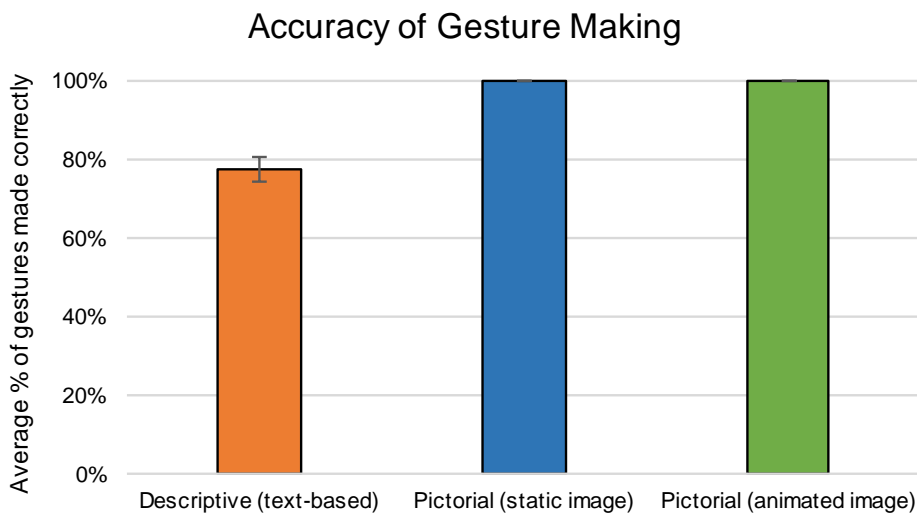 Accuracy of Gesture Making
Average % of gestures made correctly
100%
80%
60%
40%
20%
0%
Descriptive (text-based)
Pictorial (static image)
Pictorial (animated image)